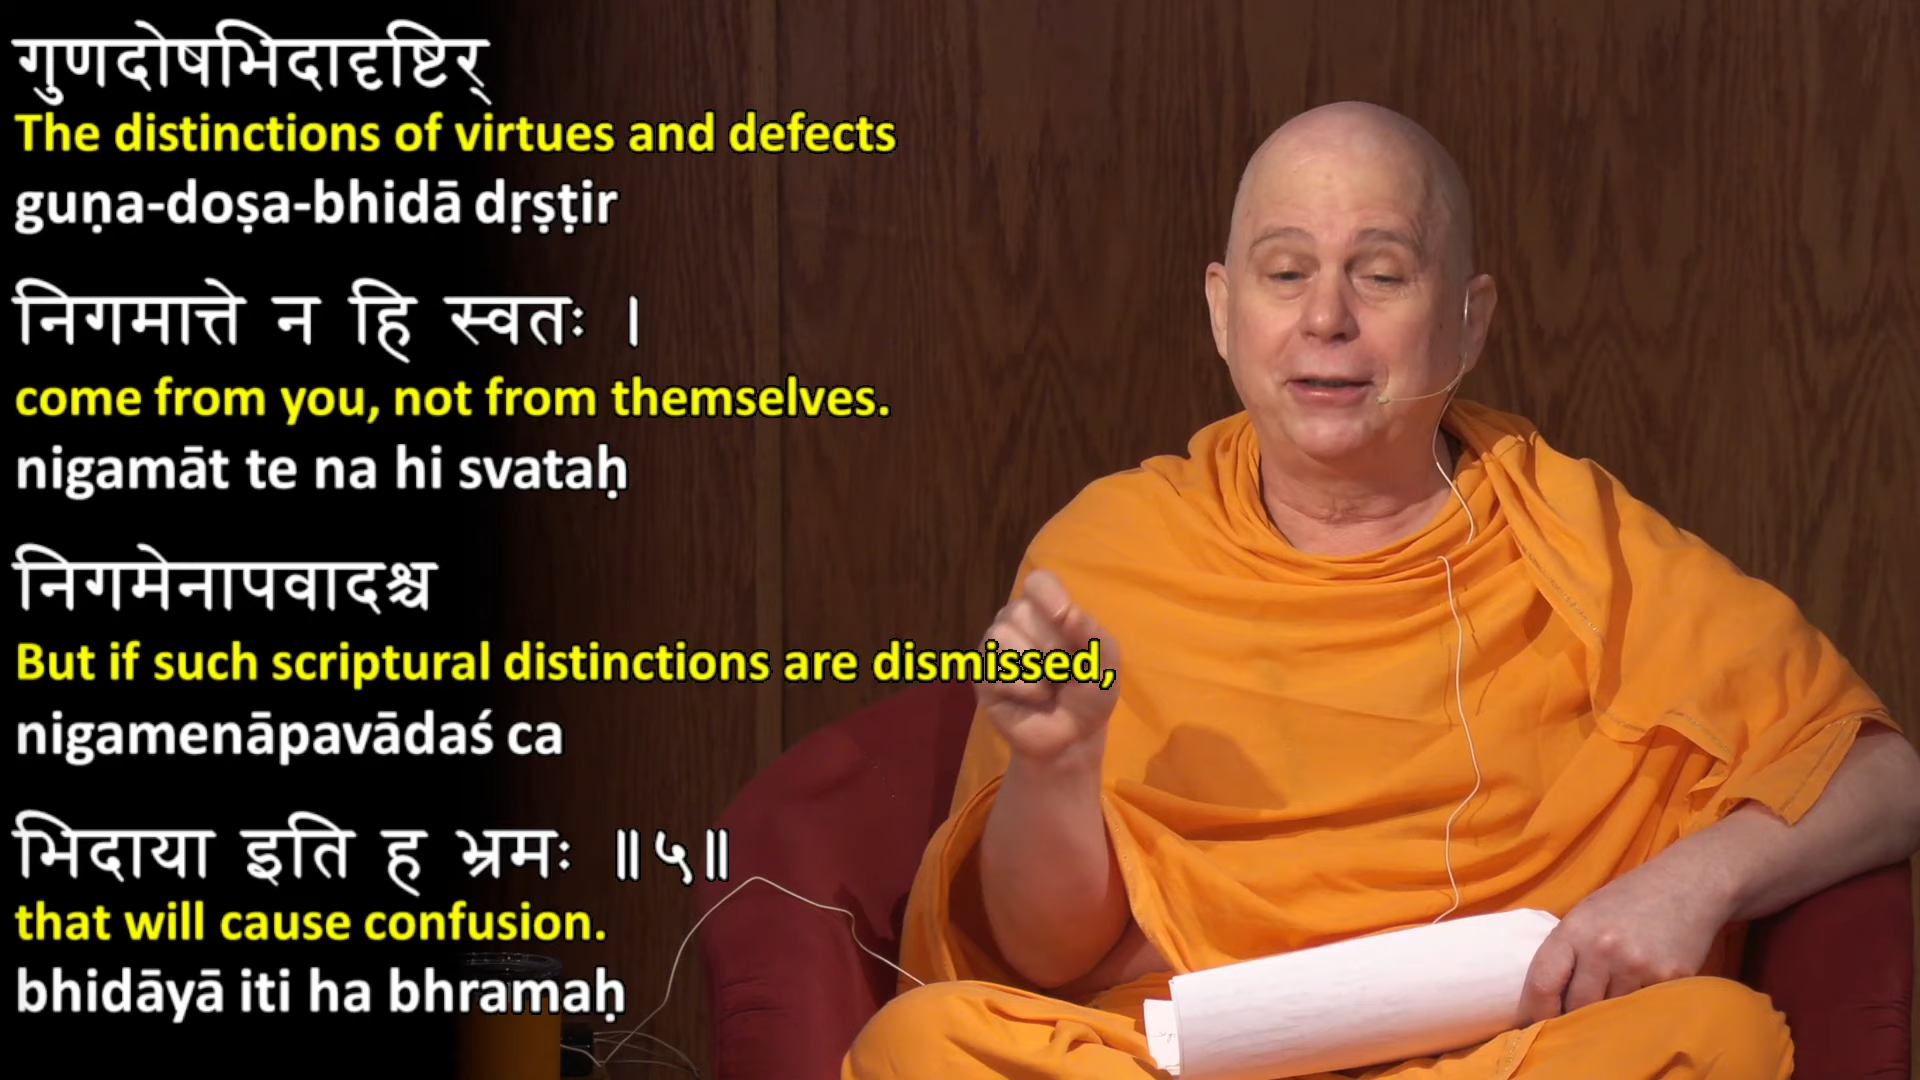 गुणदोषभिदादृष्टिर्
The distinctions of virtues and defects
guṇa-doṣa-bhidā dṛṣṭir
निगमात्ते न हि स्वतः ।
come from you, not from themselves.
nigamāt te na hi svataḥ
निगमेनापवादश्च
But if such scriptural distinctions are dismissed,
nigamenāpavādaś ca
भिदाया इति ह भ्रमः ॥५॥
that will cause confusion.
bhidāyā iti ha bhramaḥ